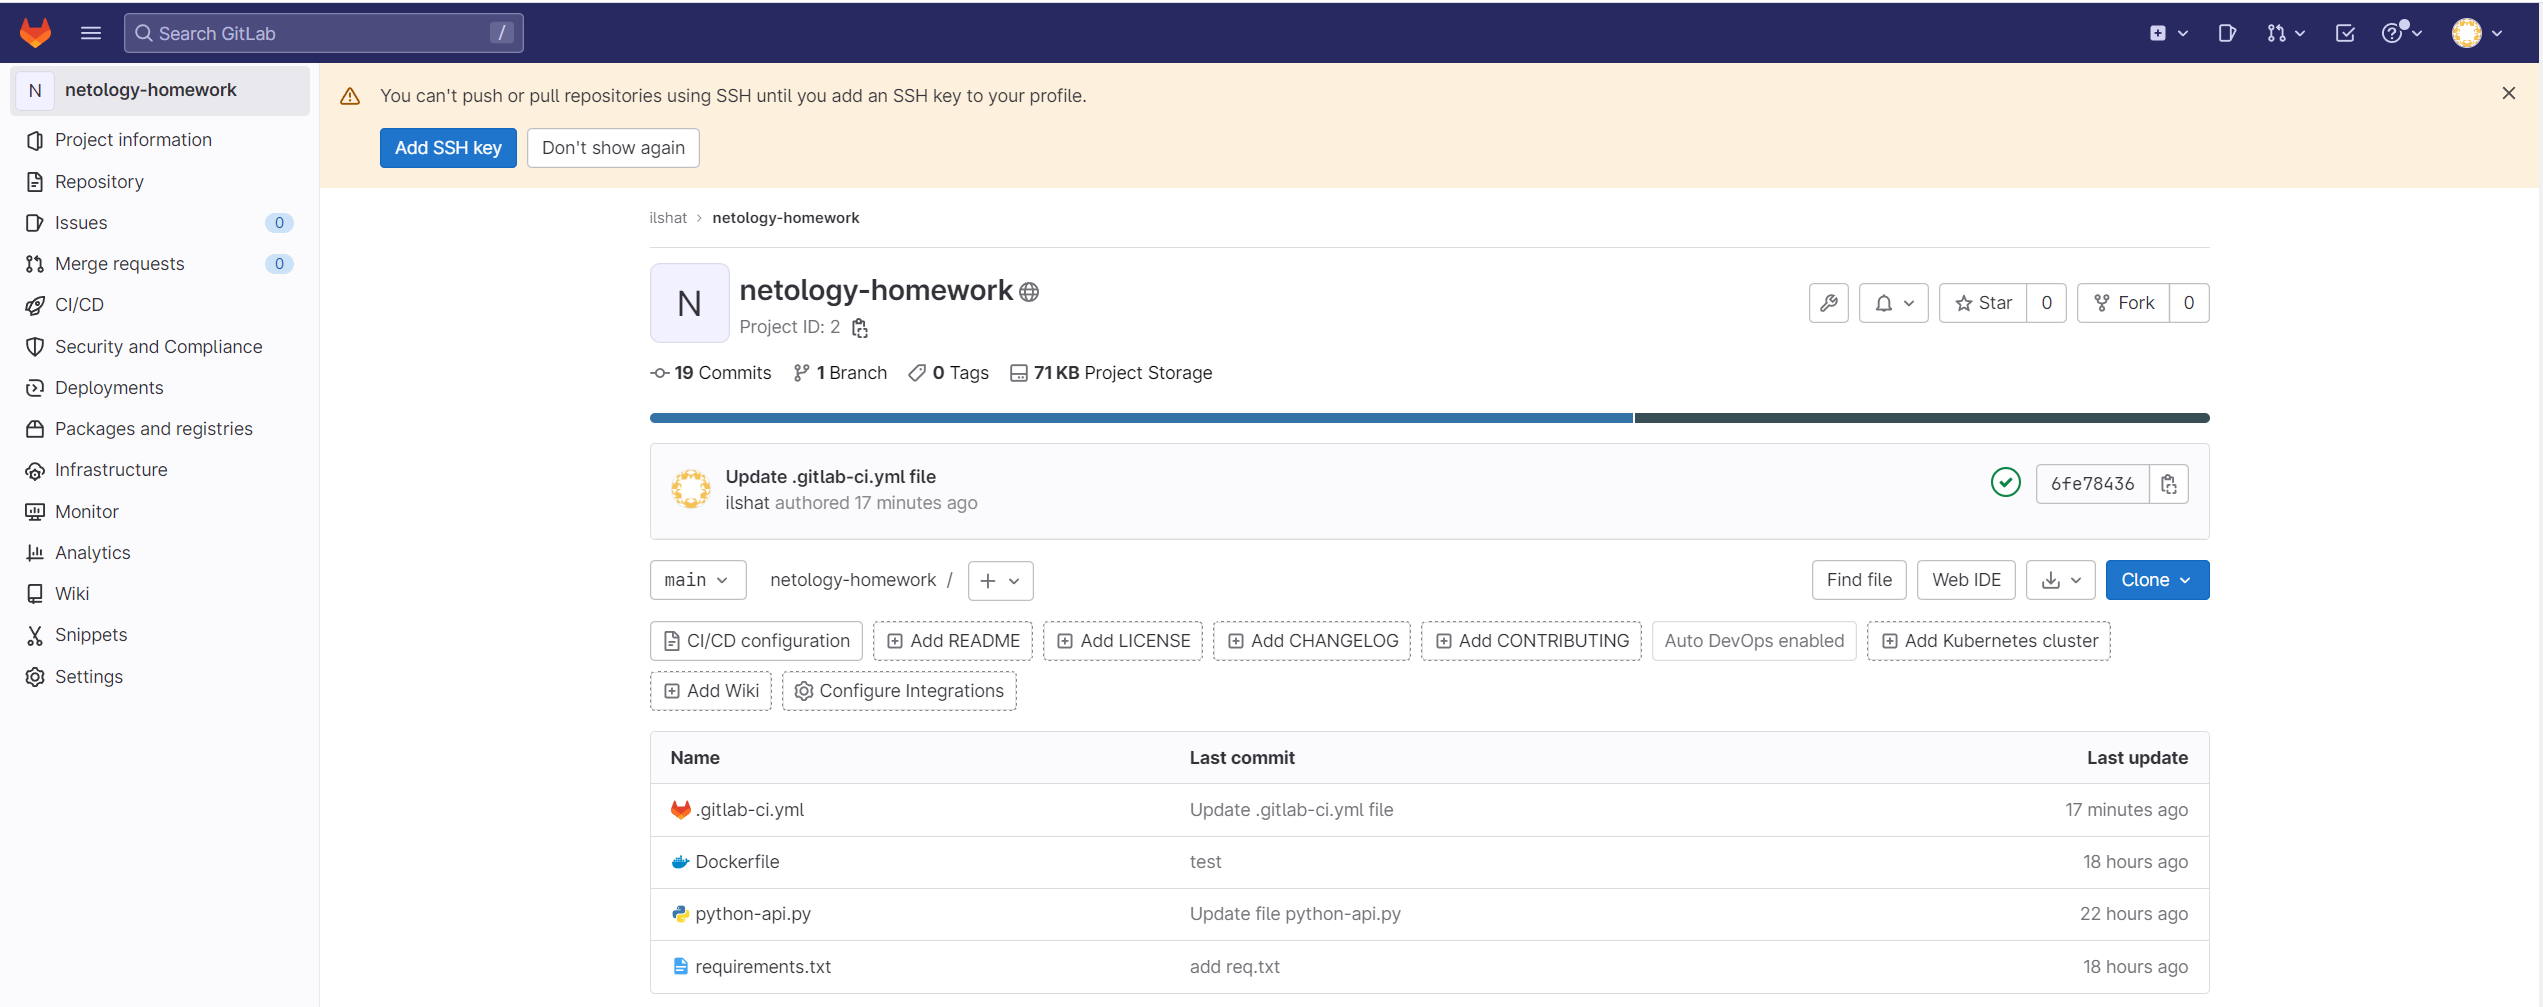 Search GitLab /
N netology-homework
Project information
Repository
Issues 0
Merge requests 0
CI/CD
Security and Compliance
Deployments
Packages and registries
Infrastructure
Monitor
Analytics
Wiki
Snippets
Settings
You can't push or pull repositories using SSH until you add an SSH key to your profile.
Add SSH key Don't show again
ilshat > netology-homework
N
netology-homework
Project ID: 2
Star 0 Fork 0
19 Commits 1 Branch 0 Tags 71 KB Project Storage
Update .gitlab-ci.yml file
ilshat authored 17 minutes ago
6fe78436
main netology-homework / + Find file Web IDE Clone
CI/CD configuration Add README Add LICENSE Add CHANGELOG Add CONTRIBUTING Auto DevOps enabled Add Kubernetes cluster
Add Wiki Configure Integrations
Name Last commit Last update
.gitlab-ci.yml Update .gitlab-ci.yml file 17 minutes ago
Dockerfile test 18 hours ago
python-api.py Update file python-api.py 22 hours ago
requirements.txt add req.txt 18 hours ago